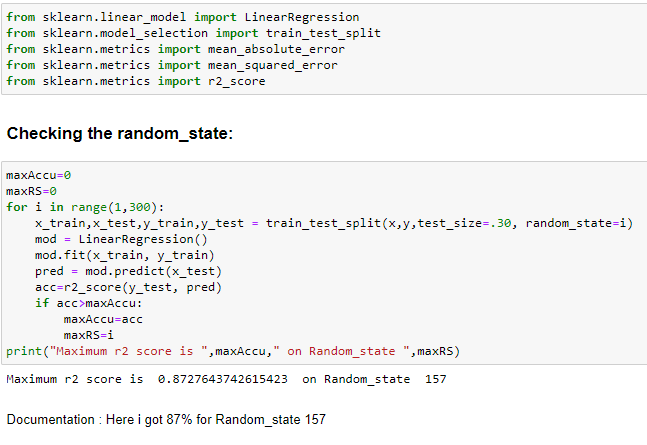 from sklearn.linear_model import LinearRegression
from sklearn.model_selection import train_test_split
from sklearn.metrics import mean_absolute_error
from sklearn.metrics import mean_squared_error
from sklearn.metrics import r2_score
Checking the random_state:
maxAccu=0
maxRS=0
for i in range(1,300):
    x_train,x_test,y_train,y_test = train_test_split(x,y,test_size=.30, random_state=i)
    mod = LinearRegression()
    mod.fit(x_train, y_train)
    pred = mod.predict(x_test)
    acc=r2_score(y_test, pred)
    if acc>maxAccu:
        maxAccu=acc
        maxRS=i
print("Maximum r2 score is ",maxAccu," on Random_state ",maxRS)
Maximum r2 score is  0.8727643742615423  on Random_state  157
Documentation : Here i got 87% for Random_state 157